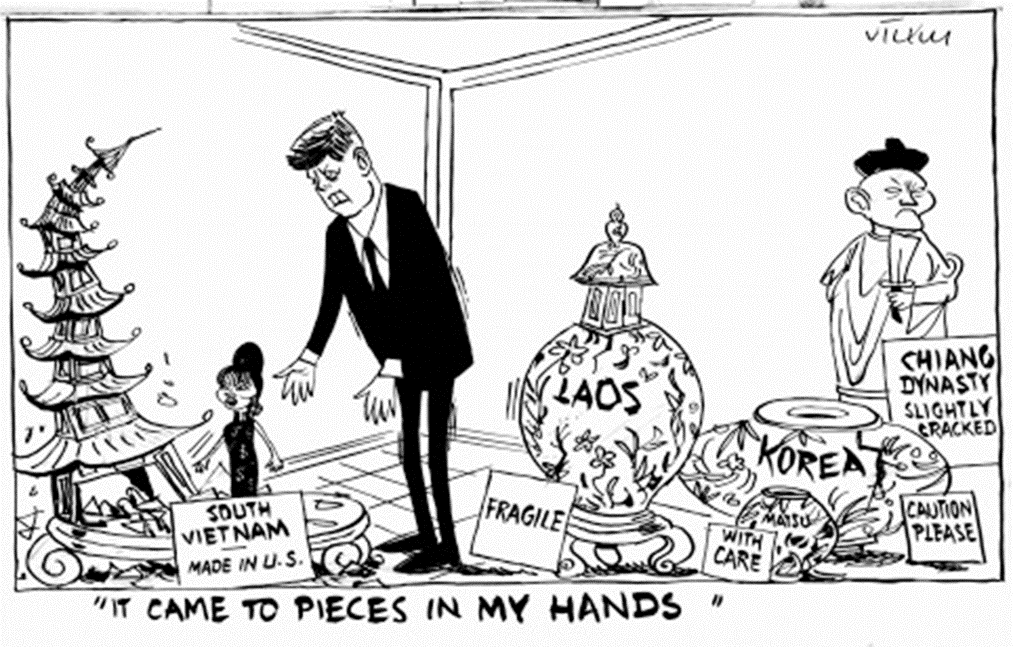 VICKY
SOUTH
VIETNAM
MADE IN U.S.
FRAGILE
LAOS
KOREA
MATSU
WITH
CARE
CHIANG
DYNASTY
SLIGHTLY
CRACKED
CAUTION
PLEASE
"IT CAME TO PIECES IN MY HANDS "